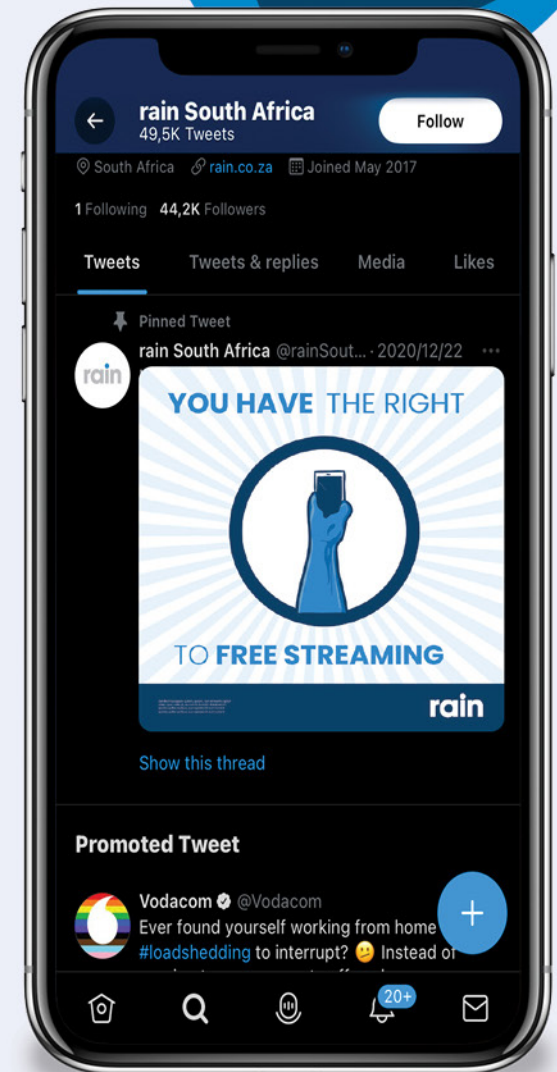 rain South Africa
49,5K Tweets
Follow
South Africa rain.co.za Joined May 2017
1 Following 44,2K Followers
Tweets Tweets & replies Media Likes
Pinned Tweet
rain South Africa @rainSout... · 2020/12/22 ...
rain
YOU HAVE THE RIGHT
TO FREE STREAMING
rain
Show this thread
Promoted Tweet
Vodacom @Vodacom
Ever found yourself working from home
#loadshedding to interrupt? 🫤 Instead of
20+